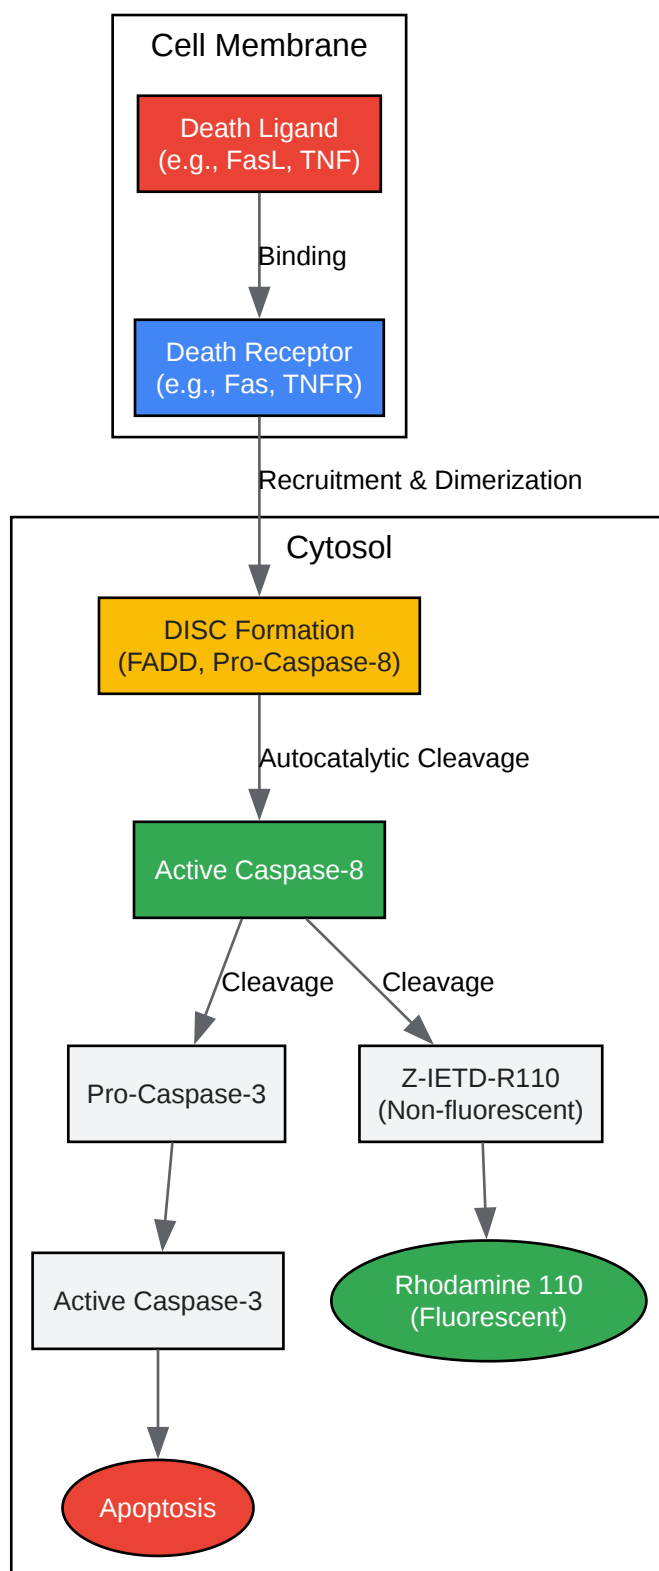 Cell Membrane
Death Ligand
(e.g., FasL, TNF)
Binding
Death Receptor
(e.g., Fas, TNFR)
Recruitment & Dimerization
Cytosol
DISC Formation
(FADD, Pro-Caspase-8)
Autocatalytic Cleavage
Active Caspase-8
Cleavage
Cleavage
Pro-Caspase-3
Z-IETD-R110
(Non-fluorescent)
Active Caspase-3
Rhodamine 110
(Fluorescent)
Apoptosis